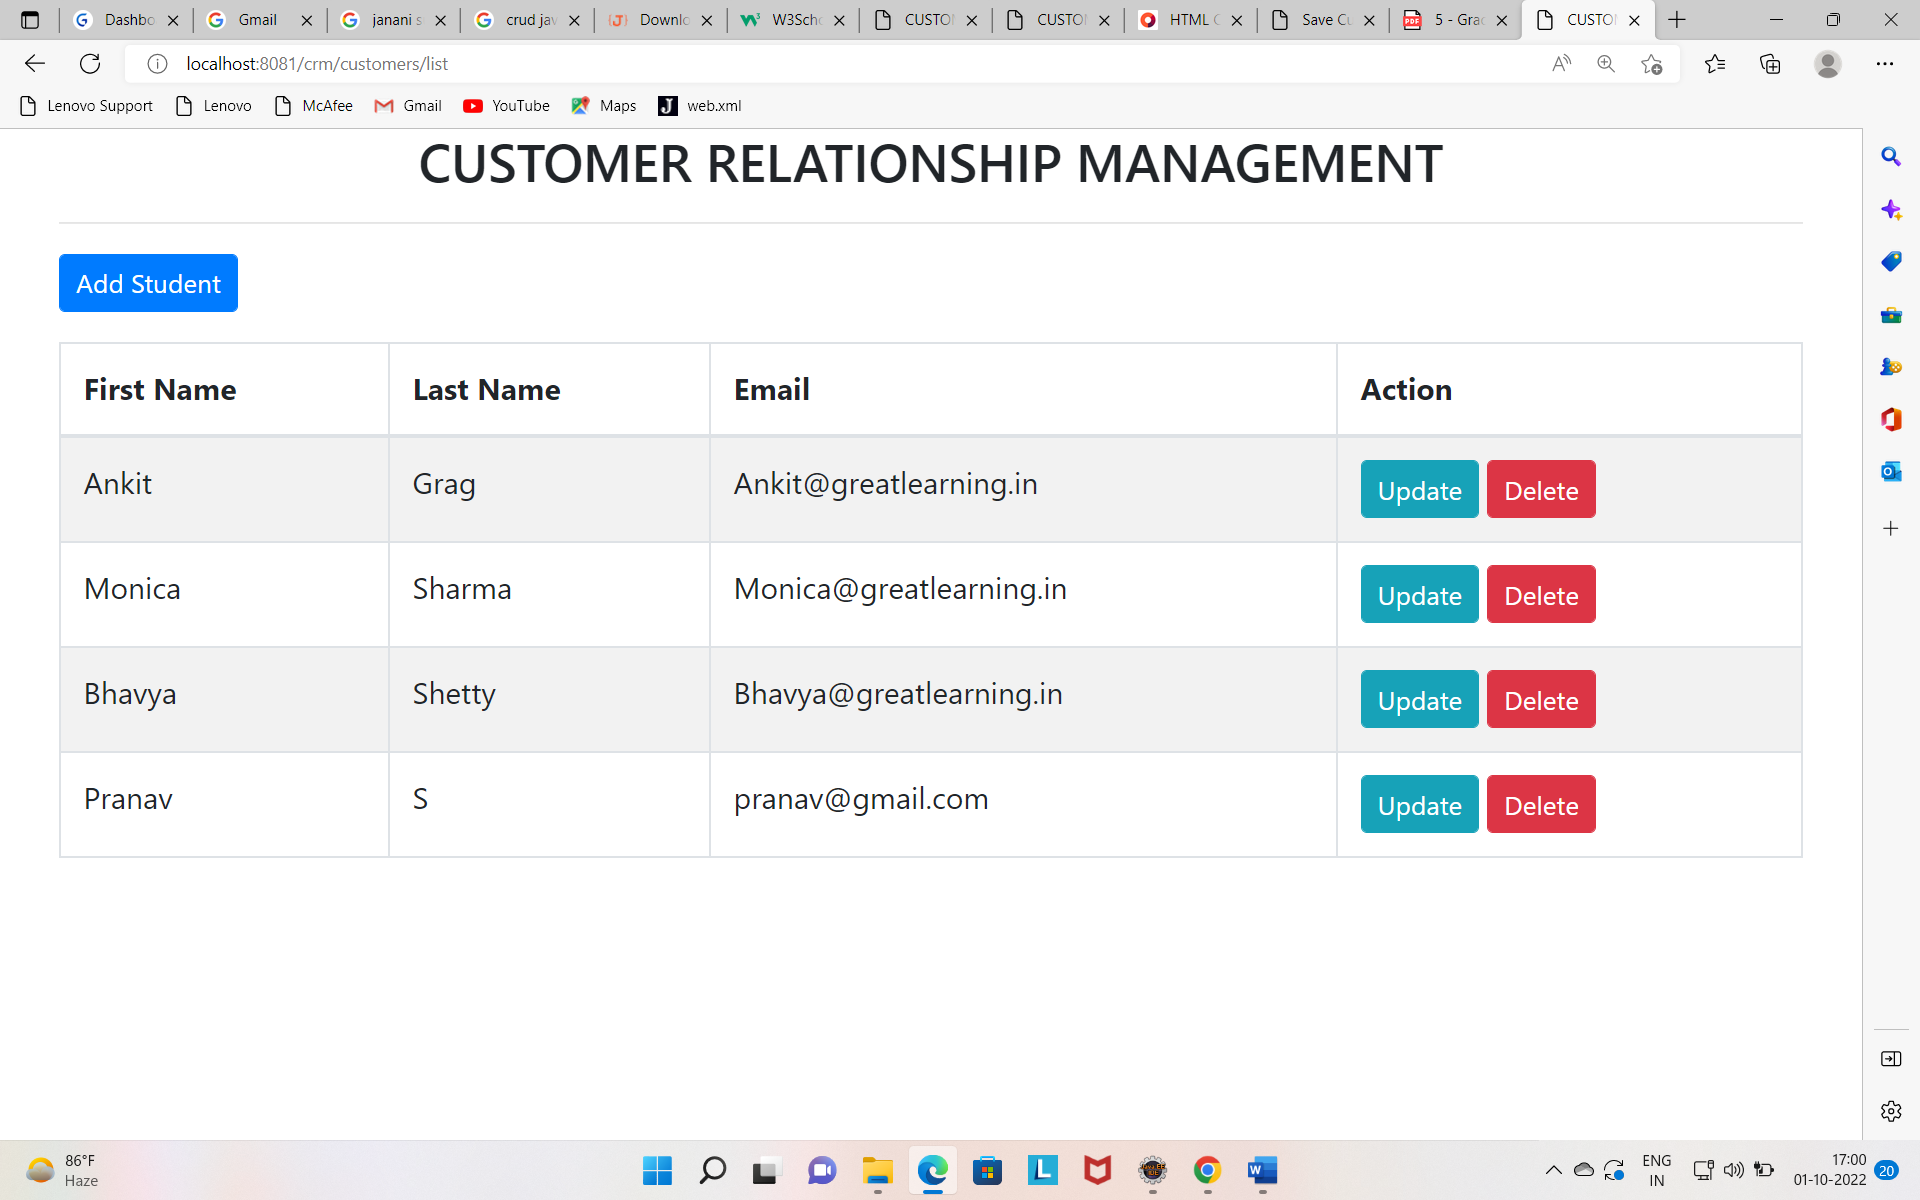 Dashbo
Gmail
janani s
crud jav
Downlo
W3Scho
CUSTO
CUSTO
HTML
Save Cu
5 - Gra
CUSTO
localhost:8081/crm/customers/list
Lenovo Support Lenovo McAfee Gmail YouTube Maps web.xml
CUSTOMER RELATIONSHIP MANAGEMENT
Add Student
First Name Last Name Email Action
Ankit Grag Ankit@greatlearning.in Update Delete
Monica Sharma Monica@greatlearning.in Update Delete
Bhavya Shetty Bhavya@greatlearning.in Update Delete
Pranav S pranav@gmail.com Update Delete
86°F
Haze
ENG
IN
17:00
01-10-2022
20